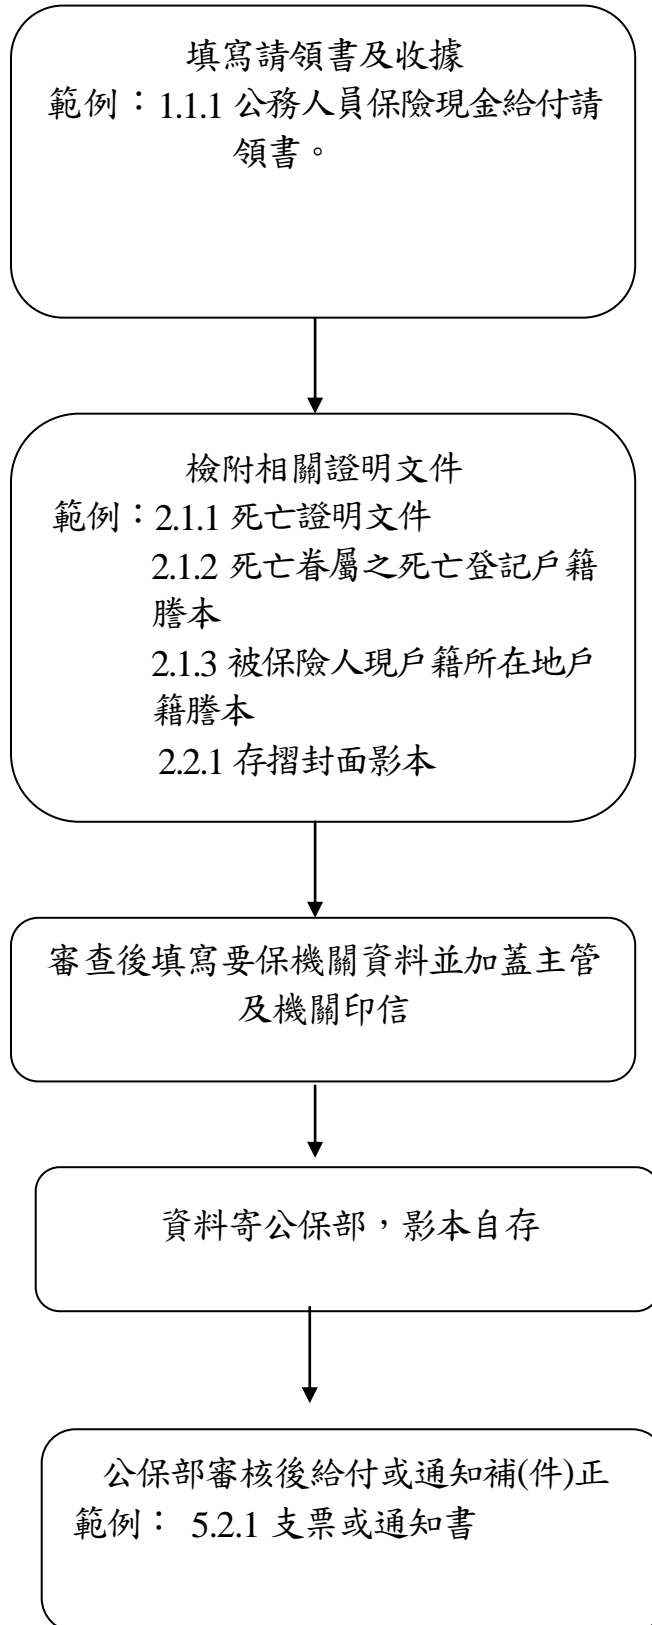 填寫請領書及收據
範例：1.1.1 公務人員保險現金給付請
領書。
檢附相關證明文件
範例：2.1.1 死亡證明文件
2.1.2 死亡眷屬之死亡登記戶籍
謄本
2.1.3 被保險人現戶籍所在地戶
籍謄本
2.2.1 存摺封面影本
審查後填寫要保機關資料並加蓋主管
及機關印信
資料寄公保部，影本自存
公保部審核後給付或通知補(件)正
範例： 5.2.1 支票或通知書